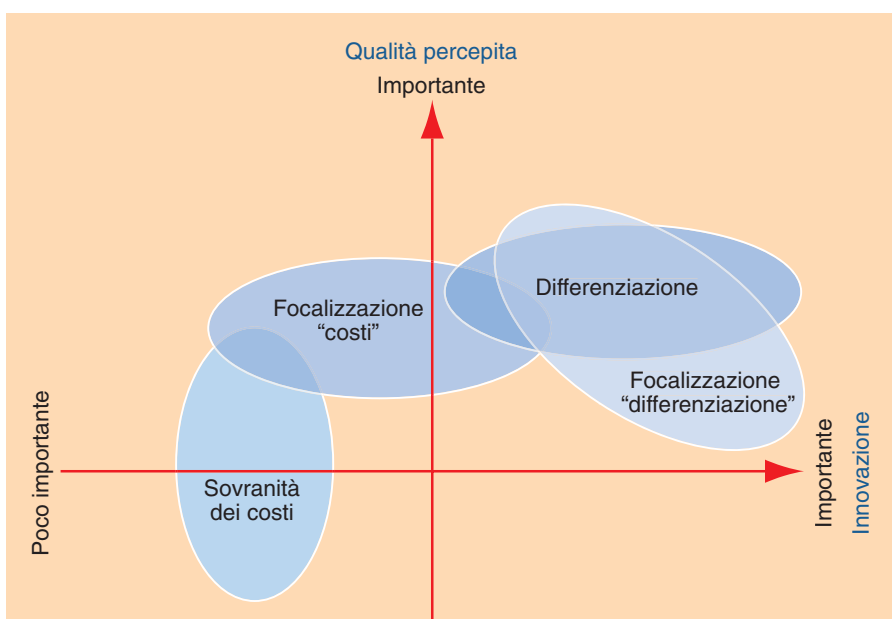 Qualità percepita
Importante
Differenziazione
Focalizzazione
“costi”
Focalizzazione
“differenziazione”
Poco importante
Sovranità
dei costi
Importante
Innovazione